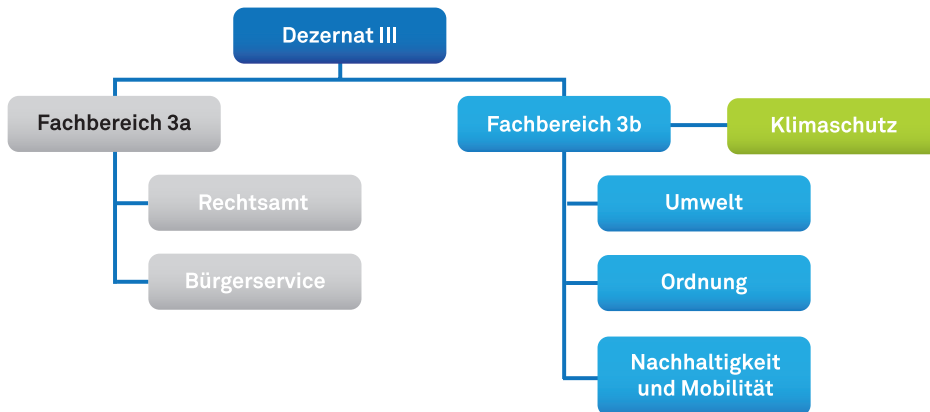 Dezernat III
Fachbereich 3a
Fachbereich 3b
Klimaschutz
Rechtsamt
Umwelt
Bürgerservice
Ordnung
Nachhaltigkeit
und Mobilität